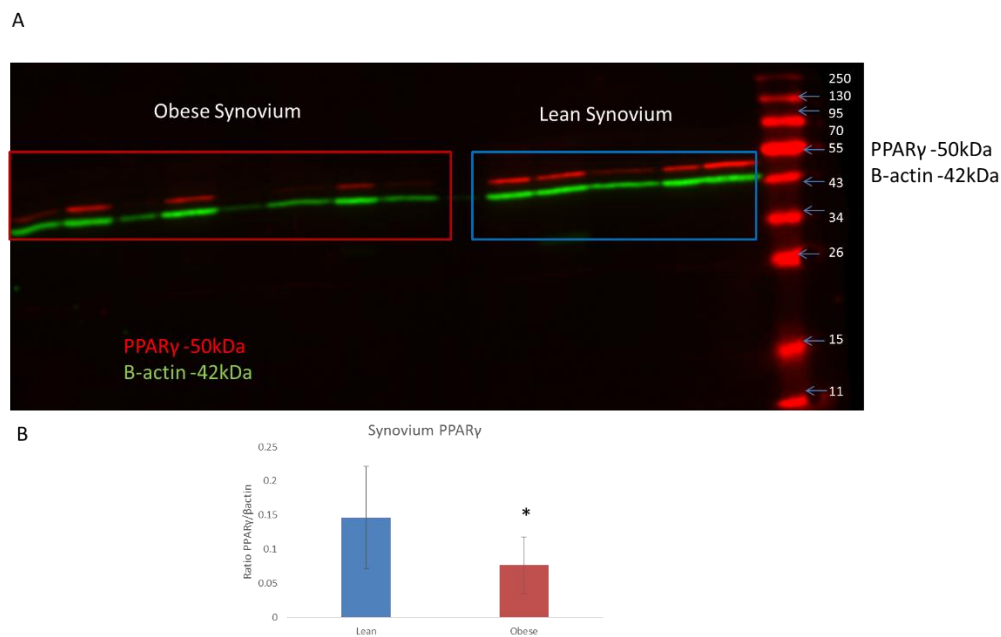 A
Obese Synovium
Lean Synovium
250
130
95
70
55
43
34
26
15
11
PPARγ -50kDa
B-actin -42kDa
PPARγ -50kDa
B-actin -42kDa
B
Synovium PPARγ
Ratio PPARγ/βactin
0.25
0.2
0.15
0.1
0.05
0
*
Lean
Obese